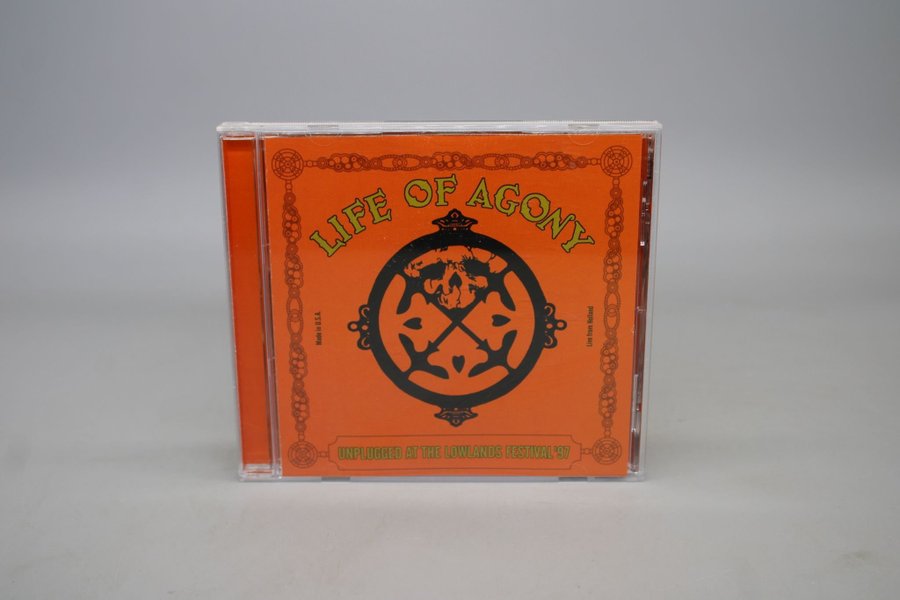 LIFE OF AGONY
Made in U.S.A.
Live from Holland
UNPLUGGED AT THE LOWLANDS FESTIVAL '97